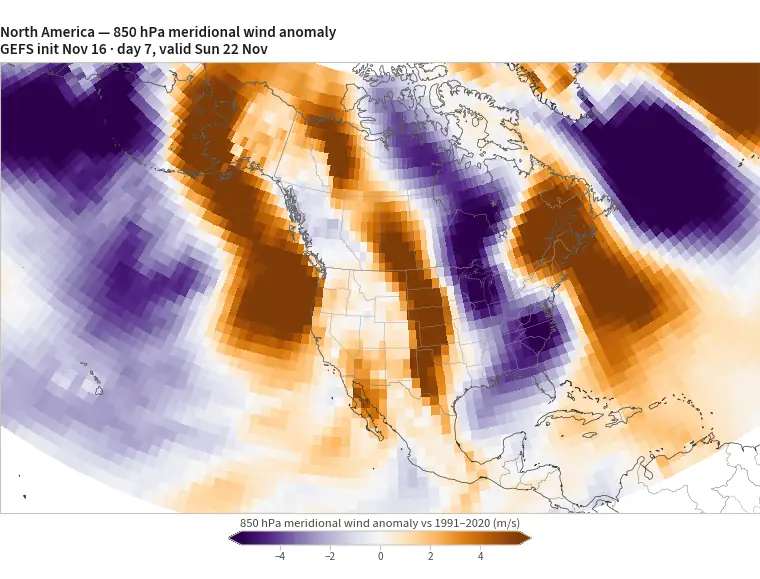 North America — 850 hPa meridional wind anomaly
GEFS init Nov 16 · day 7, valid Sun 22 Nov
850 hPa meridional wind anomaly vs 1991–2020 (m/s)
−4 −2 0 2 4